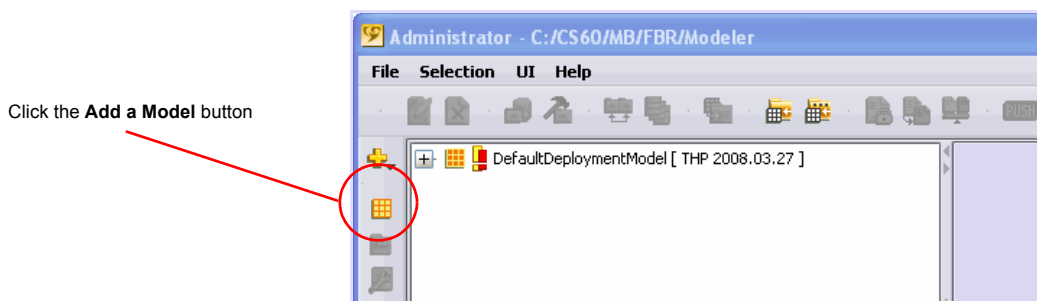 Administrator - C:/CS60/MB/FBR/Modeler
File Selection UI Help
Click the Add a Model button
PUSH
DefaultDeploymentModel [ THP 2008.03.27 ]